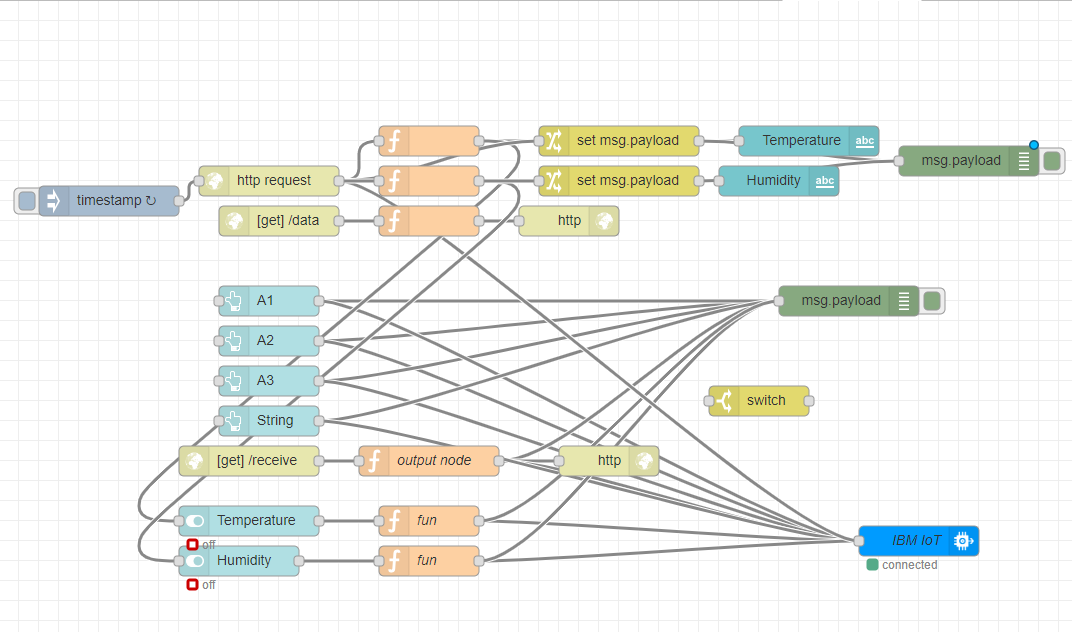 set msg.payload
Temperature
abc
msg.payload
http request
set msg.payload
Humidity
abc
timestamp ↻
[get] /data
http
A1
msg.payload
A2
A3
switch
String
[get] /receive
output node
http
Temperature
fun
off
IBM IoT
Humidity
fun
connected
off